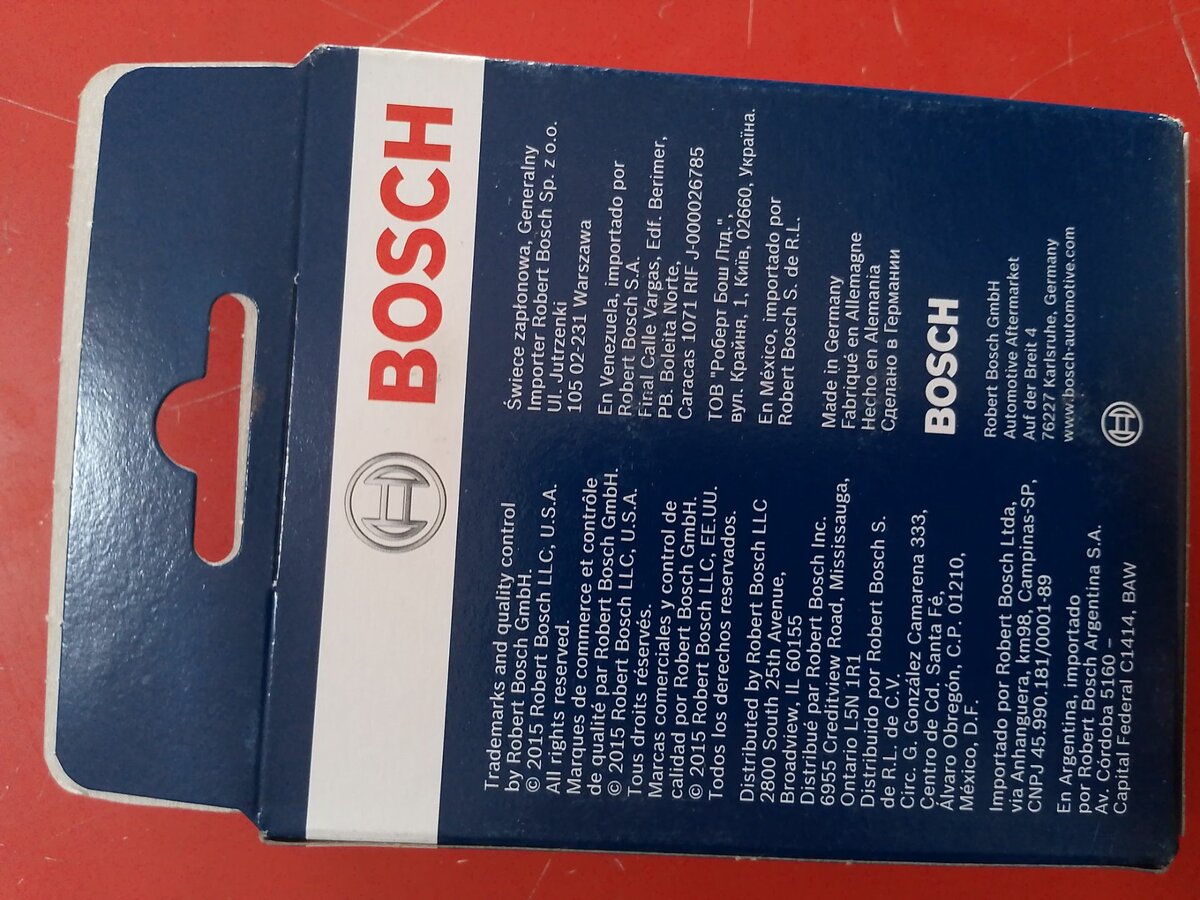 BOSCH
Trademarks and quality control
by Robert Bosch GmbH.
© 2015 Robert Bosch LLC, U.S.A.
All rights reserved.
Marques de commerce et contrôle
de qualité par Robert Bosch GmbH.
© 2015 Robert Bosch LLC, U.S.A.
Tous droits réservés.
Marcas comerciales y control de
calidad por Robert Bosch GmbH.
© 2015 Robert Bosch LLC, EE.UU.
Todos los derechos reservados.
Distributed by Robert Bosch LLC
2800 South 25th Avenue,
Broadview, IL 60155
Distribué par Robert Bosch Inc.
6955 Creditview Road, Mississauga,
Ontario L5N 1R1
Distribuido por Robert Bosch S.
de R.L. de C.V.
Circ. G. González Camarena 333,
Centro de Cd. Santa Fé,
Álvaro Obregón, C.P. 01210,
México, D.F.
Importado por Robert Bosch Ltda,
via Anhanguera, km98, Campinas-SP,
CNPJ 45.990.181/0001-89
En Argentina, importado
por Robert Bosch Argentina S.A.
Av. Córdoba 5160 –
Capital Federal C1414, BAW
Świece zapłonowa, Generalny
Importer Robert Bosch Sp. z o.o.
Ul. Jutrzenki
105 02-231 Warszawa
En Venezuela, importado por
Robert Bosch S.A.
Final Calle Vargas, Edf. Berimer,
PB. Boleita Norte,
Caracas 1071 RIF J-000026785
ТОВ "Роберт Бош Лтд.",
вул. Крайня, 1, Київ, 02660, Україна.
En México, importado por
Robert Bosch S. de R.L.
Made in Germany
Fabriqué en Allemagne
Hecho en Alemania
Сделано в Германии
BOSCH
Robert Bosch GmbH
Automotive Aftermarket
Auf der Breit 4
76227 Karlsruhe, Germany
www.bosch-automotive.com